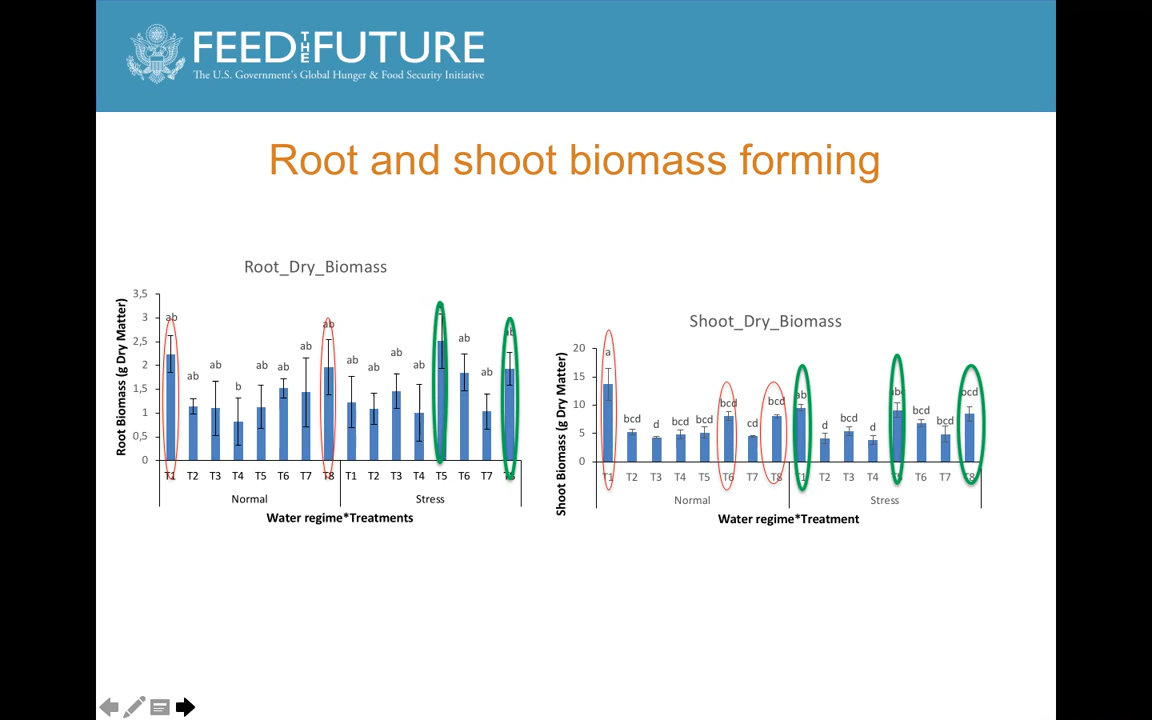 FEED THE FUTURE
The U.S. Government's Global Hunger & Food Security Initiative
Root and shoot biomass forming
Root_Dry_Biomass
Root Biomass (g Dry Matter)
3,5
3
2,5
2
1,5
1
0,5
0
ab ab ab b ab ab ab ab ab ab ab ab ab ab ab
T1 T2 T3 T4 T5 T6 T7 T8 T1 T2 T3 T4 T5 T6 T7
Normal Stress
Water regime*Treatments
Shoot_Dry_Biomass
Shoot Biomass (g Dry Matter)
20
15
10
5
0
a bcd d bcd bcd bcd cd bcd ab d bcd d bcd bcd bcd
T1 T2 T3 T4 T5 T6 T7 T8 T1 T2 T3 T4 T6 T7 T8
Normal Stress
Water regime*Treatment